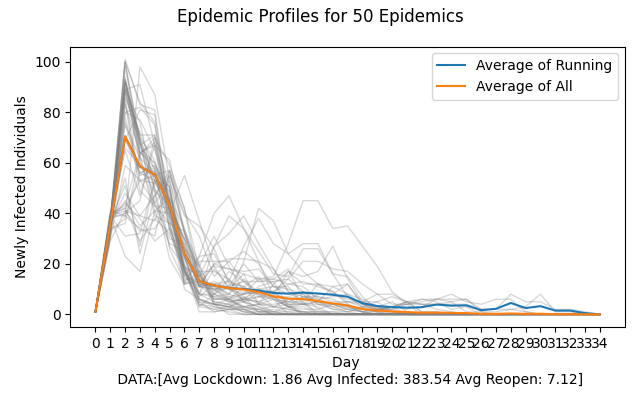 Epidemic Profiles for 50 Epidemics
Average of Running
Average of All
Newly Infected Individuals
100
80
60
40
20
0
0 1 2 3 4 5 6 7 8 9 10 11 12 13 14 15 16 17 18 19 20 21 22 23 24 25 26 27 28 29 30 31 32 33 34
Day
DATA:[Avg Lockdown: 1.86 Avg Infected: 383.54 Avg Reopen: 7.12]